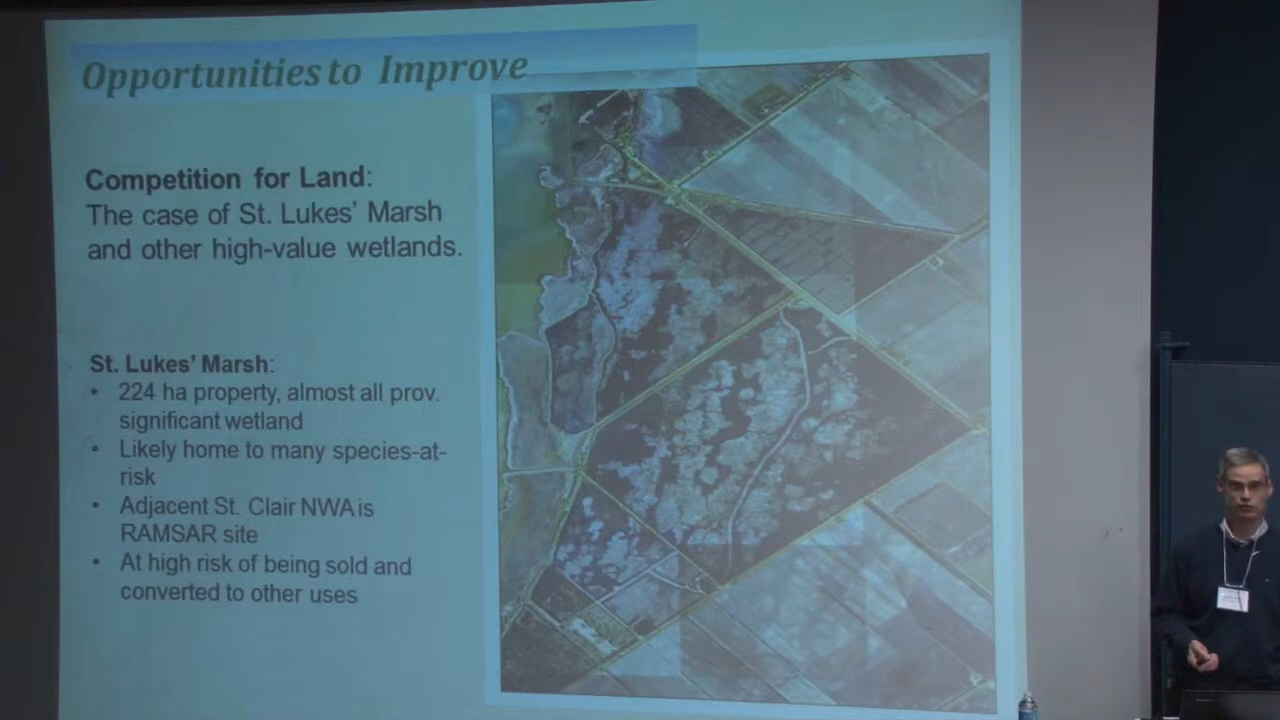 Opportunities to Improve
Competition for Land:
The case of St. Lukes' Marsh
and other high-value wetlands.
St. Lukes' Marsh:
• 224 ha property, almost all prov.
significant wetland
• Likely home to many species-at-
risk
• Adjacent St. Clair NWA is
RAMSAR site
• At high risk of being sold and
converted to other uses